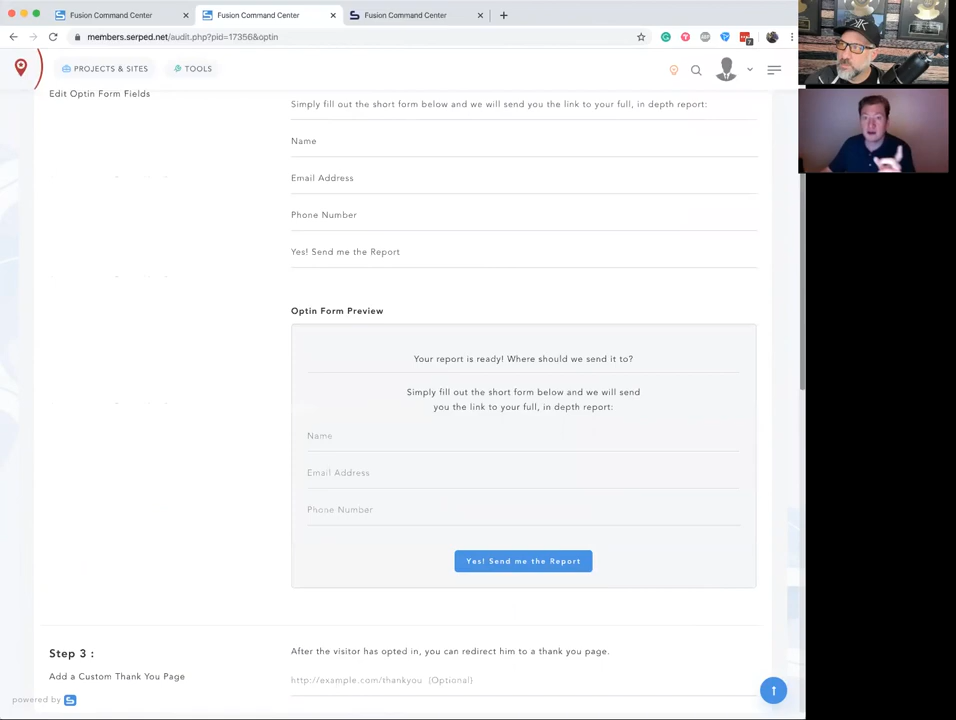 Fusion Command Center
Fusion Command Center
Fusion Command Center
members.serped.net/audit.php?pid=17356&optin
PROJECTS & SITES
TOOLS
Edit Optin Form Fields
Simply fill out the short form below and we will send you the link to your full, in depth report:
Name
Email Address
Phone Number
Yes! Send me the Report
Optin Form Preview
Your report is ready! Where should we send it to?
Simply fill out the short form below and we will send
you the link to your full, in depth report:
Name
Email Address
Phone Number
Yes! Send me the Report
Step 3 :
After the visitor has opted in, you can redirect him to a thank you page.
Add a Custom Thank You Page
http://example.com/thankyou (Optional)
powered by